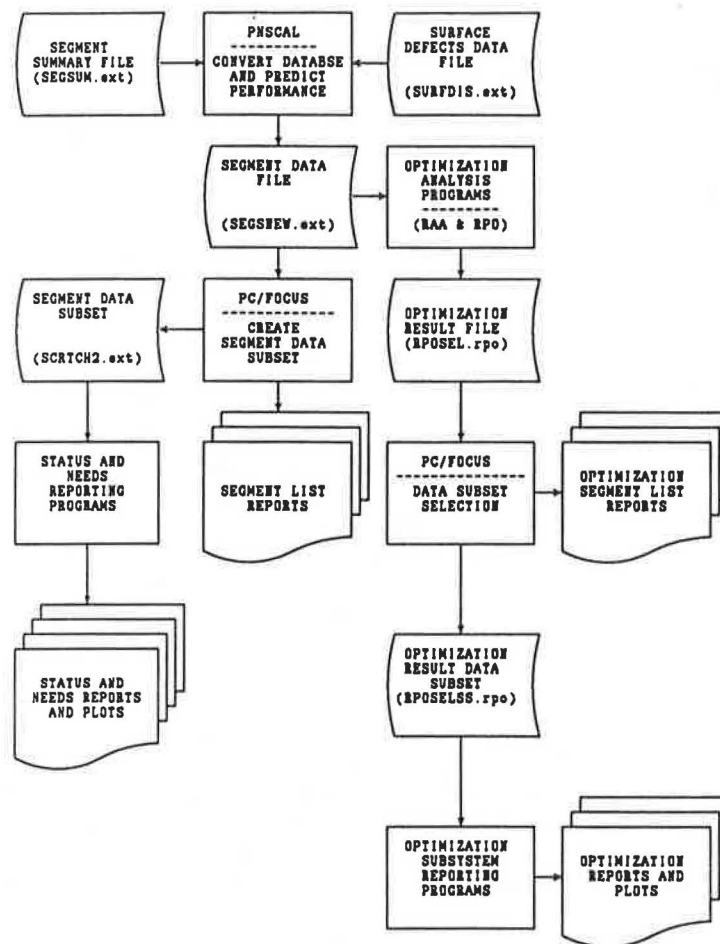 SEGMENT
SUMMARY FILE
(SEGSUM.ext)
PNSCAL
CONVERT DATABSE
AND PREDICT
PERFORMANCE
SURFACE
DEFECTS DATA
FILE
(SURFDIS.ext)
SEGMENT DATA
FILE
(SEGSNEW.ext)
OPTIMIZATION
ANALYSIS
PROGRAMS
(RAA & RPO)
SEGMENT DATA
SUBSET
(SCRTCH2.ext)
PC/FOCUS
CREATE
SEGMENT DATA
SUBSET
OPTIMIZATION
RESULT FILE
(RPOSEL.rpo)
STATUS AND
NEEDS
REPORTING
PROGRAMS
SEGMENT LIST
REPORTS
PC/FOCUS
DATA SUBSET
SELECTION
OPTIMIZATION
SEGMENT LIST
REPORTS
STATUS AND
NEEDS REPORTS
AND PLOTS
OPTIMIZATION
RESULT DATA
SUBSET
(RPOSELSS.rpo)
OPTIMIZATION
SUBSYSTEM
REPORTING
PROGRAMS
OPTIMIZATION
REPORTS AND
PLOTS